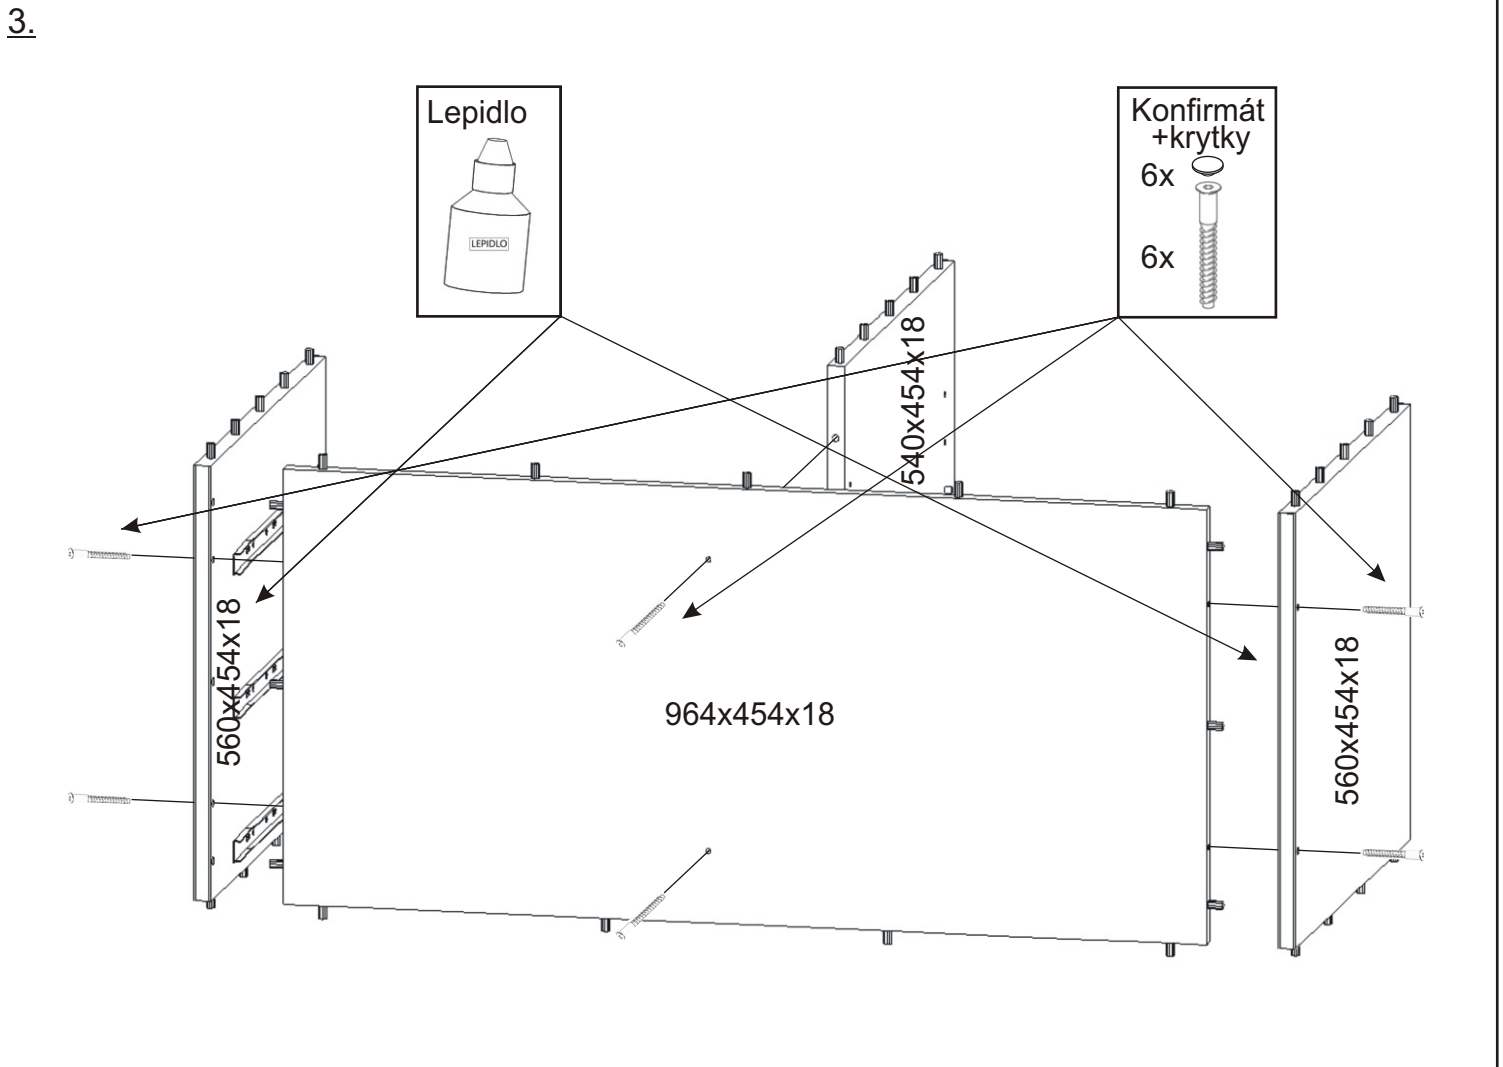 3.
Lepidlo
LEPIDLO
Konfirmát
+krytky
6x
6x
540x454x18
560x454x18
964x454x18
560x454x18